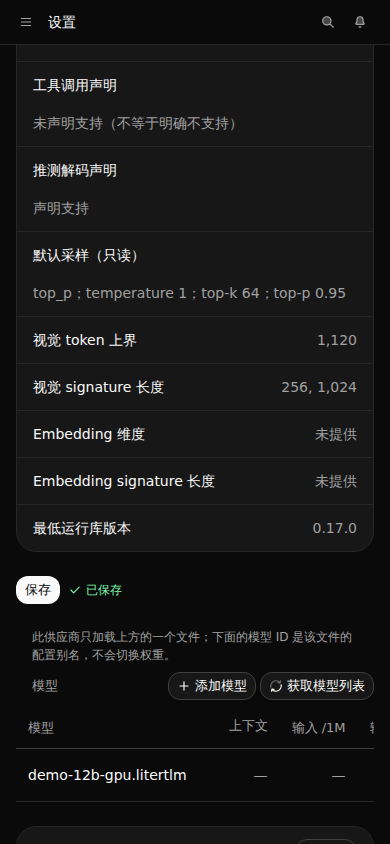 设置
工具调用声明
未声明支持（不等于明确不支持）
推测解码声明
声明支持
默认采样（只读）
top_p；temperature 1；top-k 64；top-p 0.95
视觉 token 上界 1,120
视觉 signature 长度 256, 1,024
Embedding 维度 未提供
Embedding signature 长度 未提供
最低运行库版本 0.17.0
保存 已保存
此供应商只加载上方的一个文件；下面的模型 ID 是该文件的
配置别名，不会切换权重。
模型 添加模型 获取模型列表
模型 上下文 输入 /1M
demo-12b-gpu.litertlm — —